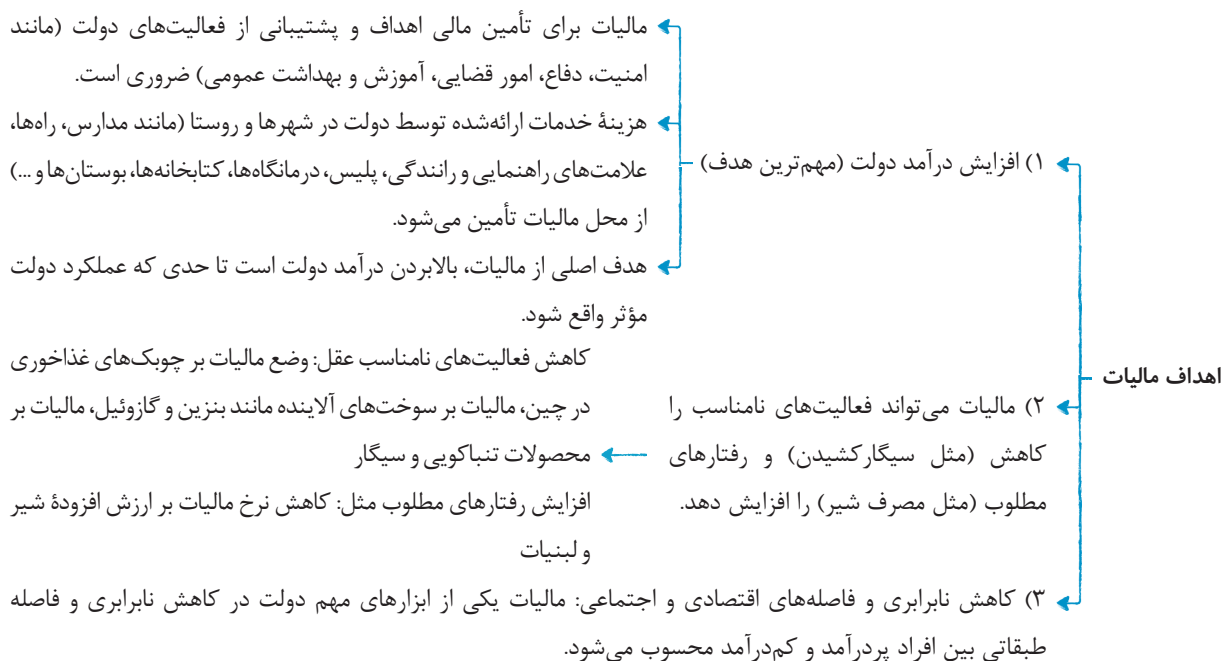 اهداف مالیات
۱) افزایش درآمد دولت (مهم‌ترین هدف)
مالیات برای تأمین مالی اهداف و پشتیبانی از فعالیت‌های دولت (مانند
امنیت، دفاع، امور قضایی، آموزش و بهداشت عمومی) ضروری است.
هزینهٔ خدمات ارائه‌شده توسط دولت در شهرها و روستا (مانند مدارس، راه‌ها،
علامت‌های راهنمایی و رانندگی، پلیس، درمانگاه‌ها، کتابخانه‌ها، بوستان‌ها و ...)
از محل مالیات تأمین می‌شود.
هدف اصلی از مالیات، بالابردن درآمد دولت است تا حدی که عملکرد دولت
مؤثر واقع شود.
۲) مالیات می‌تواند فعالیت‌های نامناسب را
کاهش (مثل سیگارکشیدن) و رفتارهای
مطلوب (مثل مصرف شیر) را افزایش دهد.
کاهش فعالیت‌های نامناسب عقل: وضع مالیات بر چوبک‌های غذاخوری
در چین، مالیات بر سوخت‌های آلاینده مانند بنزین و گازوئیل، مالیات بر
محصولات تنباکویی و سیگار
افزایش رفتارهای مطلوب مثل: کاهش نرخ مالیات بر ارزش افزودهٔ شیر
و لبنیات
۳) کاهش نابرابری و فاصله‌های اقتصادی و اجتماعی: مالیات یکی از ابزارهای مهم دولت در کاهش نابرابری و فاصله
طبقاتی بین افراد پردرآمد و کم‌درآمد محسوب می‌شود.